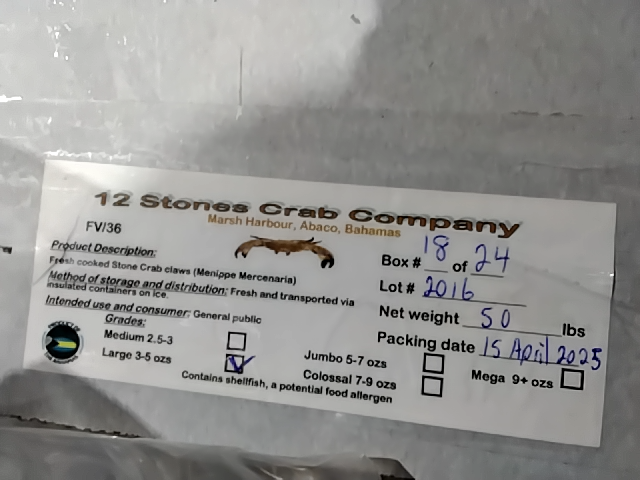 12 Stones Crab Company
Marsh Harbour, Abaco, Bahamas
FV/36
Product Description:
Fresh cooked Stone Crab claws (Menippe Mercenaria)
Method of storage and distribution: Fresh and transported via
insulated containers on ice.
Intended use and consumer: General public
Grades:
Medium 2.5-3
Large 3-5 ozs
Box # 18 of 24
Lot # 2016
Net weight 50 lbs
Packing date 15 April 2025
Jumbo 5-7 ozs
Colossal 7-9 ozs
Mega 9+ ozs
Contains shellfish, a potential food allergen